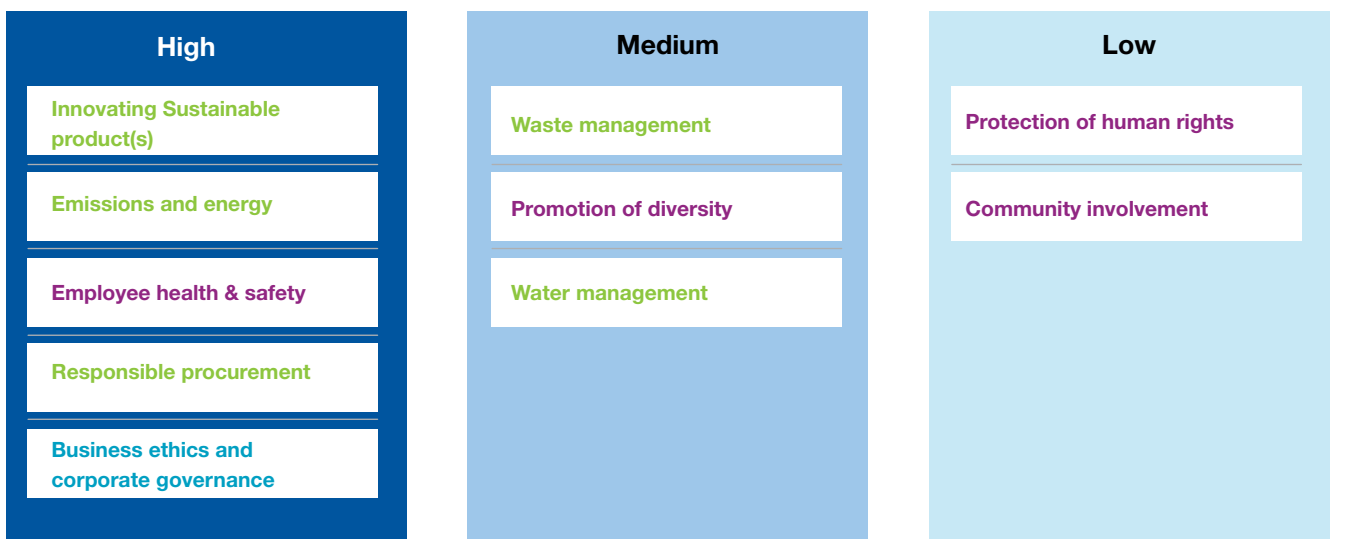 High
Innovating Sustainable
product(s)
Emissions and energy
Employee health & safety
Responsible procurement
Business ethics and
corporate governance
Medium
Waste management
Promotion of diversity
Water management
Low
Protection of human rights
Community involvement